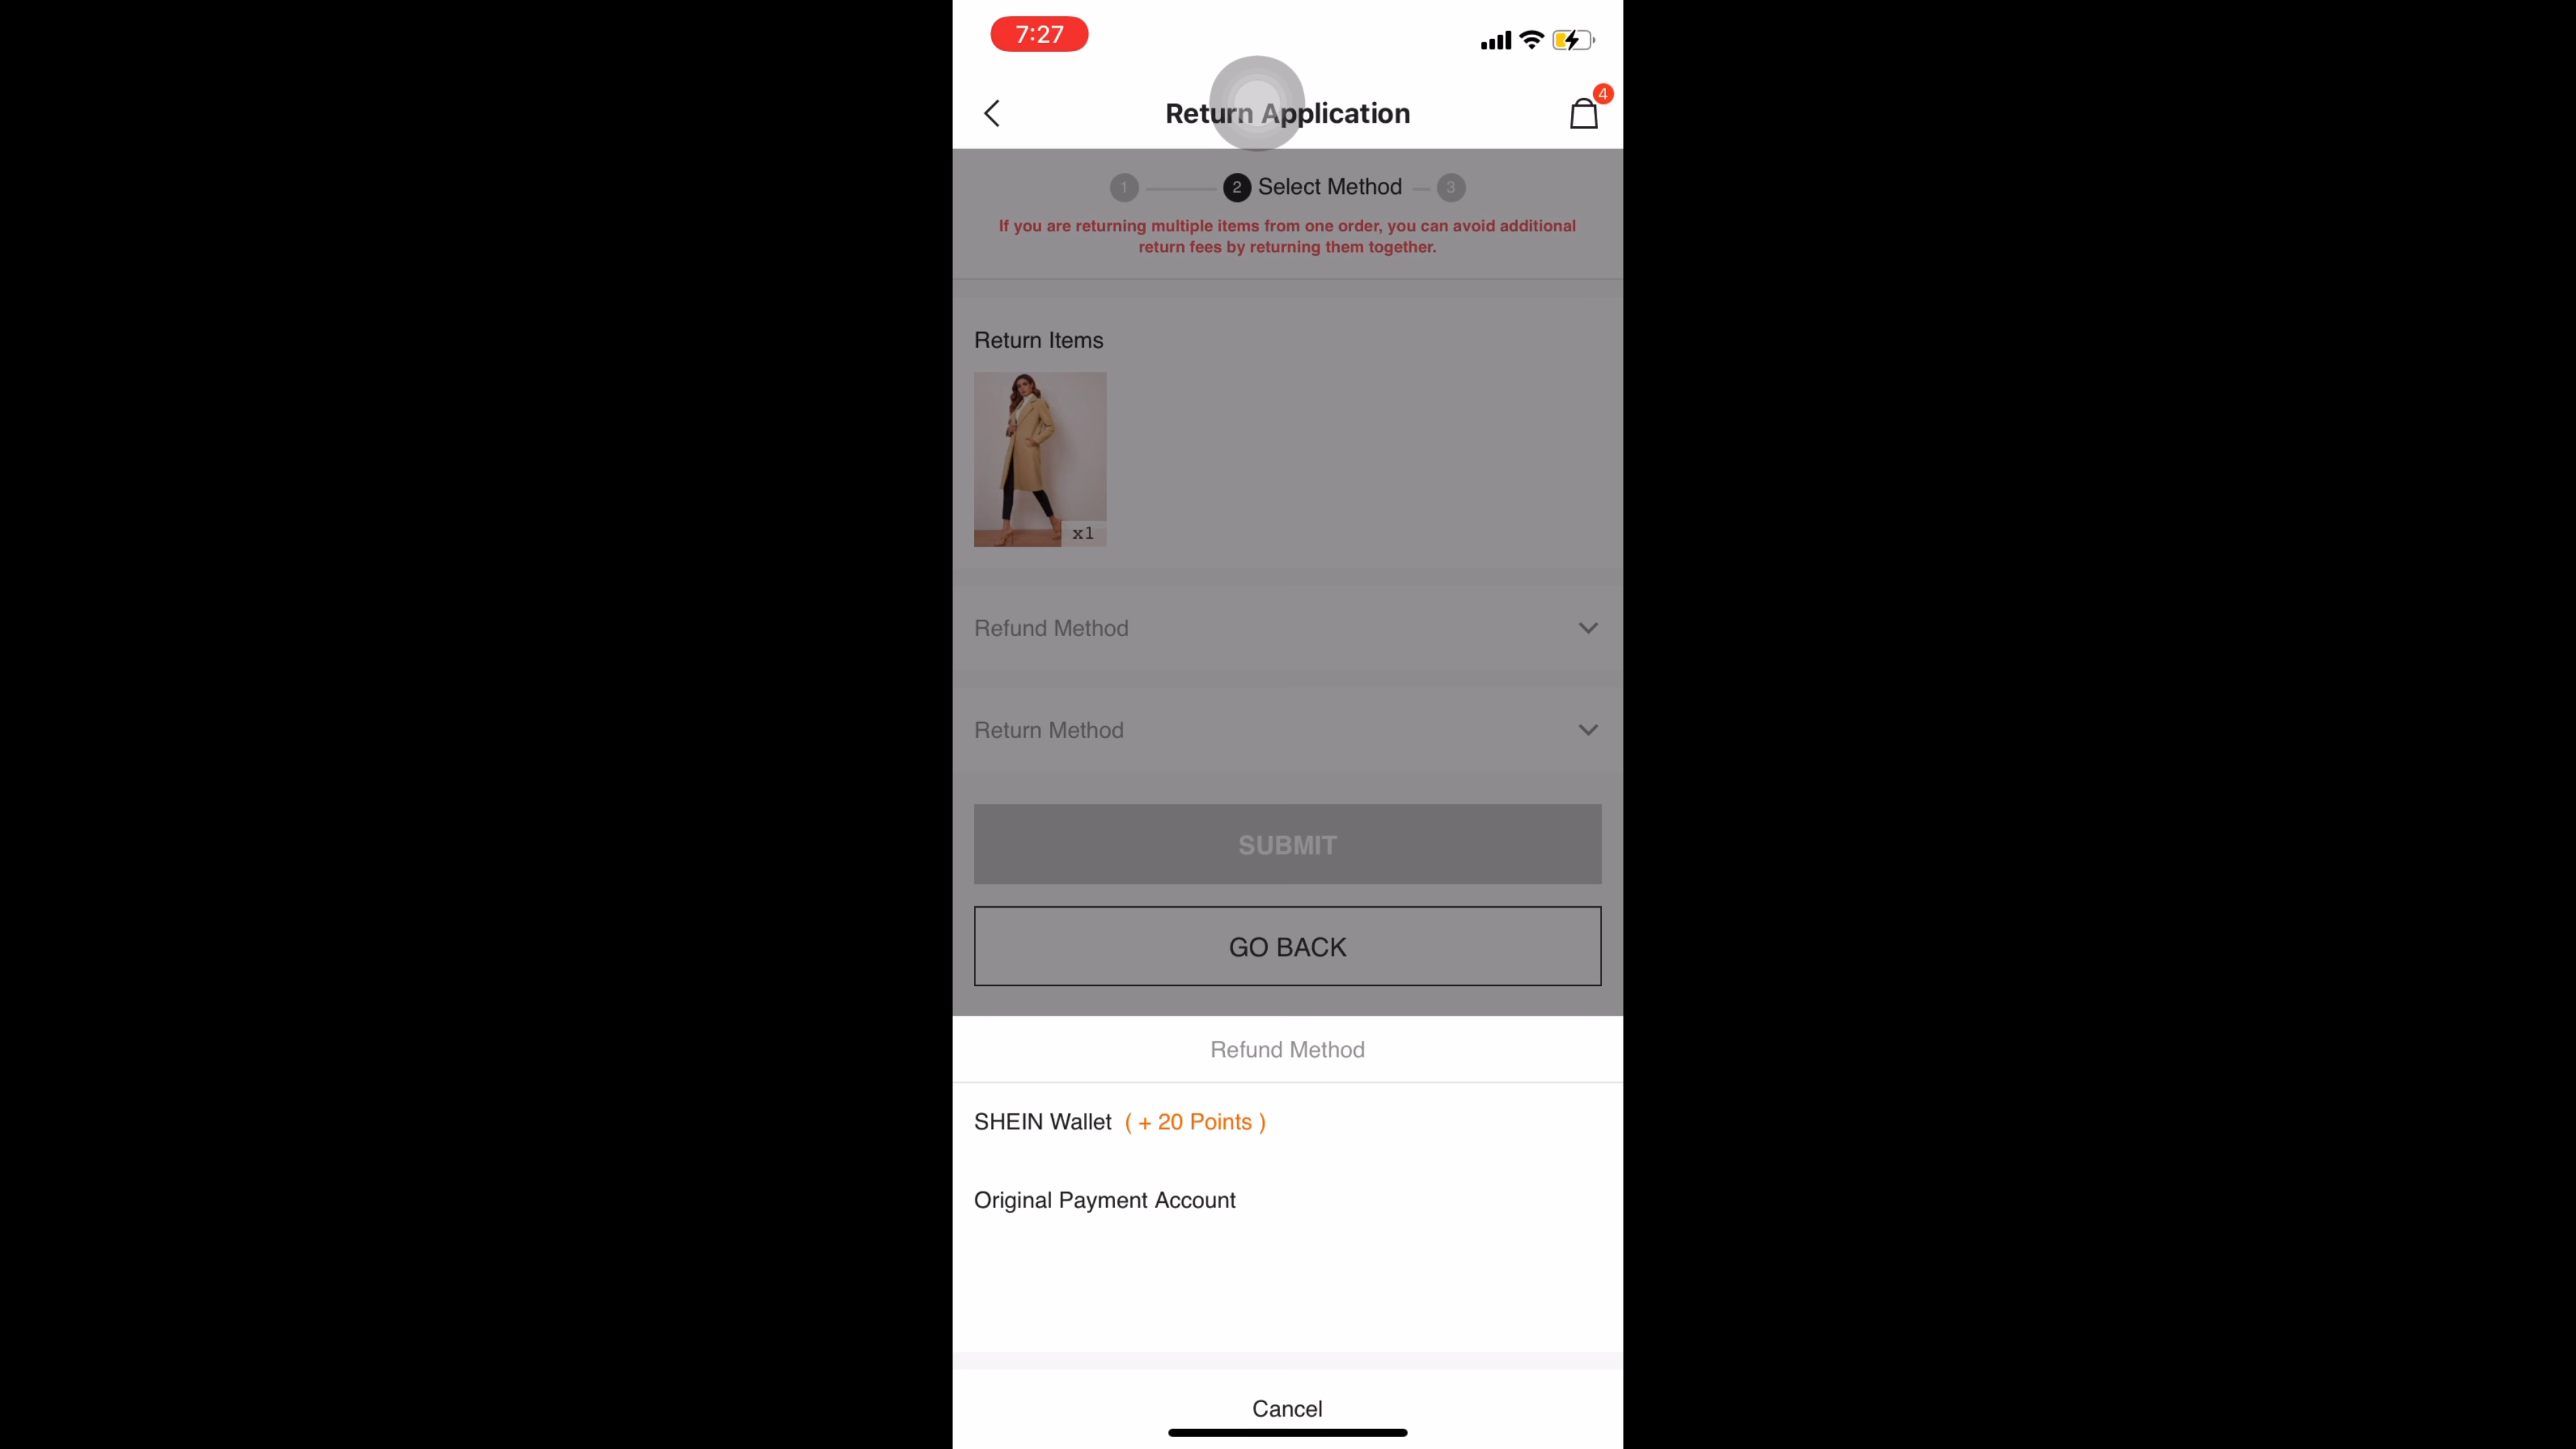 7:27
Return Application
4
1
2 Select Method
3
If you are returning multiple items from one order, you can avoid additional
return fees by returning them together.
Return Items
x1
Refund Method
Return Method
SUBMIT
GO BACK
Refund Method
SHEIN Wallet ( + 20 Points )
Original Payment Account
Cancel